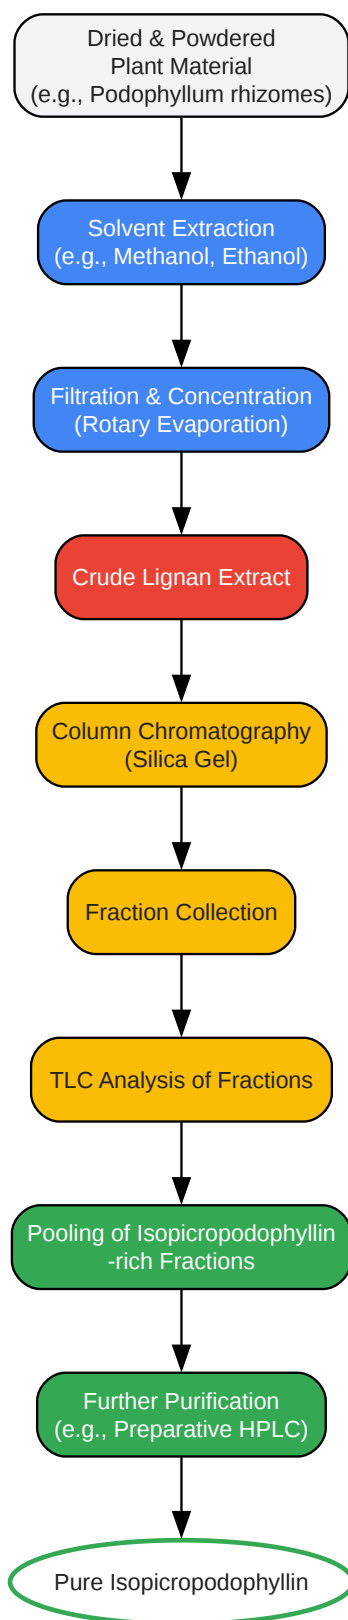 Dried & Powdered
Plant Material
(e.g., Podophyllum rhizomes)
Solvent Extraction
(e.g., Methanol, Ethanol)
Filtration & Concentration
(Rotary Evaporation)
Crude Lignan Extract
Column Chromatography
(Silica Gel)
Fraction Collection
TLC Analysis of Fractions
Pooling of Isopicropodophyllin
-rich Fractions
Further Purification
(e.g., Preparative HPLC)
Pure Isopicropodophyllin